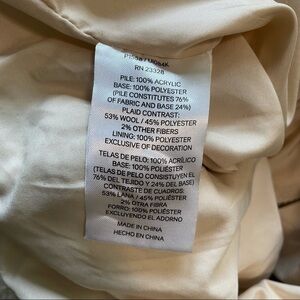 RN 23328
PILE: 100% ACRYLIC
BASE: 100% POLYESTER
(PILE CONSTITUTES 76%
OF FABRIC AND BASE 24%)
PLAID CONTRAST:
53% WOOL / 45% POLYESTER
2% OTHER FIBERS
LINING: 100% POLYESTER
EXCLUSIVE OF DECORATION
TELAS DE PELO: 100% ACRÍLICO
BASE: 100% POLIÉSTER
(TELAS DE PELO CONSTITUYEN EL
76% DEL TEJIDO Y 24% DE BASE)
CONTRASTE DE CUADROS:
53% LANA / 45% POLIÉSTER
2% OTRA FIBRA
FORRO: 100% POLIÉSTER
EXCLUYENDO EL ADORNO
MADE IN CHINA
HECHO EN CHINA